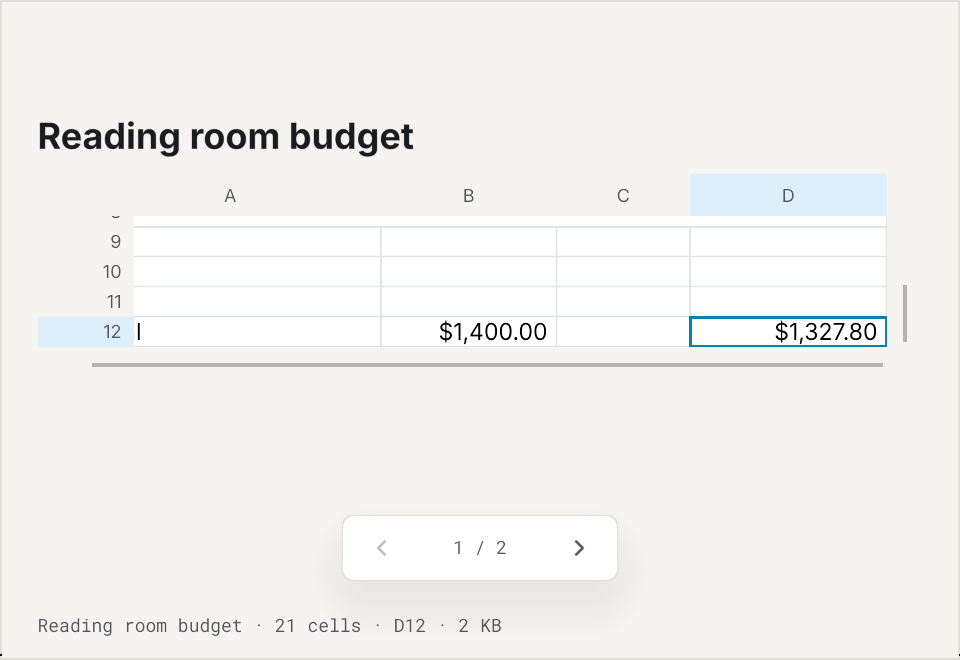 Reading room budget
A B C D
9
10
11
12 $1,400.00 $1,327.80
1 / 2
Reading room budget · 21 cells · D12 · 2 KB